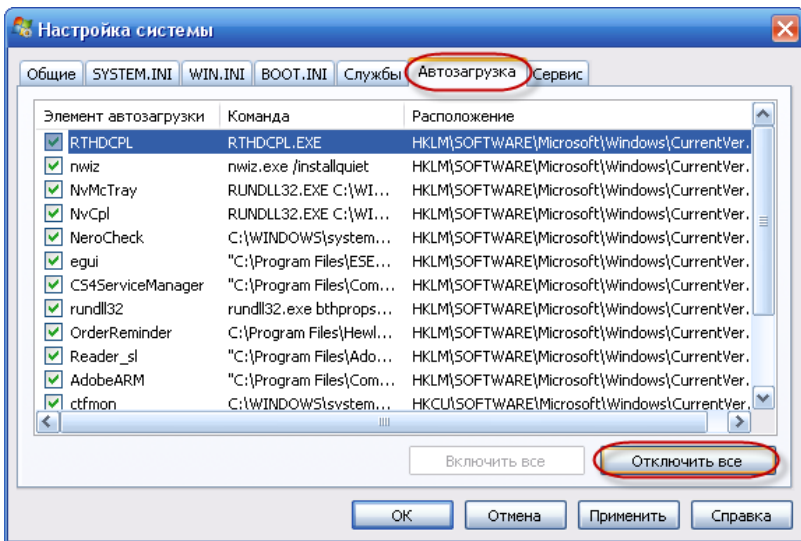 Настройка системы
Общие SYSTEM.INI WIN.INI BOOT.INI Службы Автозагрузка Сервис
Элемент автозагрузки Команда Расположение
RTHDCPL RTHDCPL.EXE HKLM\SOFTWARE\Microsoft\Windows\CurrentVer.
nwiz nwiz.exe /installquiet HKLM\SOFTWARE\Microsoft\Windows\CurrentVer.
NvMcTray RUNDLL32.EXE C:\WI... HKLM\SOFTWARE\Microsoft\Windows\CurrentVer.
NvCpl RUNDLL32.EXE C:\WI... HKLM\SOFTWARE\Microsoft\Windows\CurrentVer.
NeroCheck C:\WINDOWS\system... HKLM\SOFTWARE\Microsoft\Windows\CurrentVer.
egui "C:\Program Files\ESE... HKLM\SOFTWARE\Microsoft\Windows\CurrentVer.
CS4ServiceManager "C:\Program Files\Com... HKLM\SOFTWARE\Microsoft\Windows\CurrentVer.
rundll32 rundll32.exe bthprops... HKLM\SOFTWARE\Microsoft\Windows\CurrentVer.
OrderReminder C:\Program Files\Hewl... HKLM\SOFTWARE\Microsoft\Windows\CurrentVer.
Reader_sl "C:\Program Files\Ado... HKLM\SOFTWARE\Microsoft\Windows\CurrentVer.
AdobeARM "C:\Program Files\Com... HKLM\SOFTWARE\Microsoft\Windows\CurrentVer.
ctfmon C:\WINDOWS\system... HKCU\SOFTWARE\Microsoft\Windows\CurrentVer.
Включить все Отключить все
ОК Отмена Применить Справка